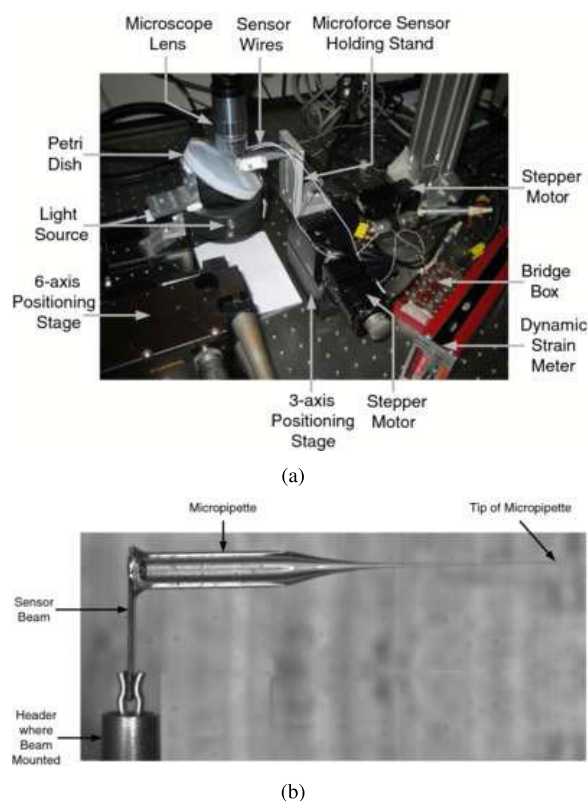 Microscope
Lens
Sensor
Wires
Microforce Sensor
Holding Stand
Petri
Dish
Light
Source
6-axis
Positioning
Stage
Stepper
Motor
Bridge
Box
Dynamic
Strain
Meter
3-axis
Positioning
Stage
Stepper
Motor
(a)
Micropipette
Tip of Micropipette
Sensor
Beam
Header
where
Beam
Mounted
(b)